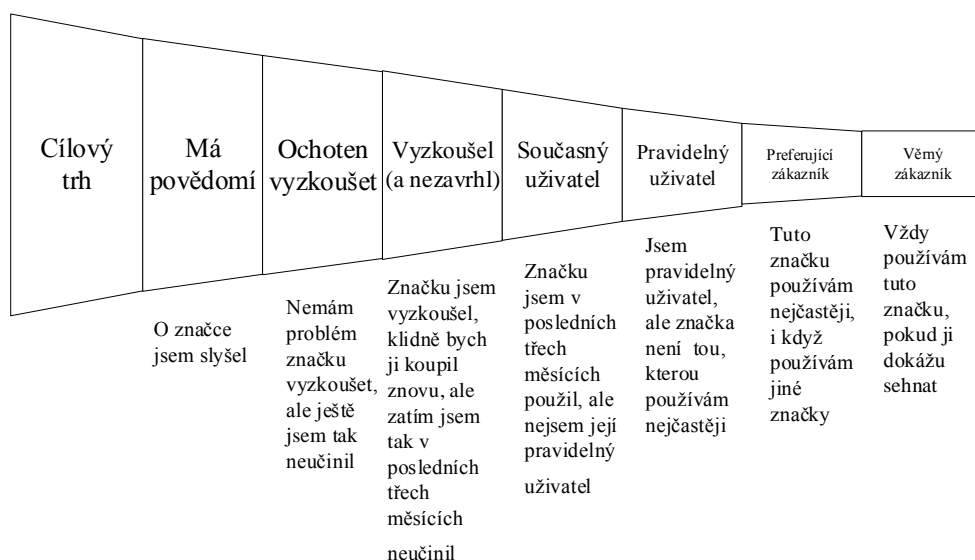 Cílový
trh
Má
povědomí
Ochoten
vyzkoušet
Vyzkoušel
(a nezavrhl)
Současný
uživatel
Pravidelný
uživatel
Preferující
zákazník
Věrný
zákazník
O značce
jsem slyšel
Nemám
problém
značku
vyzkoušet,
ale ještě
jsem tak
neučinil
Značku jsem
vyzkoušel,
klidně bych
ji koupil
znovu, ale
zatím jsem
tak v
posledních
třech
měsících
neučinil
Značku
jsem v
posledních
třech
měsících
použil, ale
nejsem její
pravidelný
uživatel
Jsem
pravidelný
uživatel,
ale značka
není tou,
kterou
používám
nejčastěji
Tuto
značku
používám
nejčastěji,
i když
používám
jiné
značky
Vždy
používám
tuto
značku,
pokud ji
dokážu
sehnat